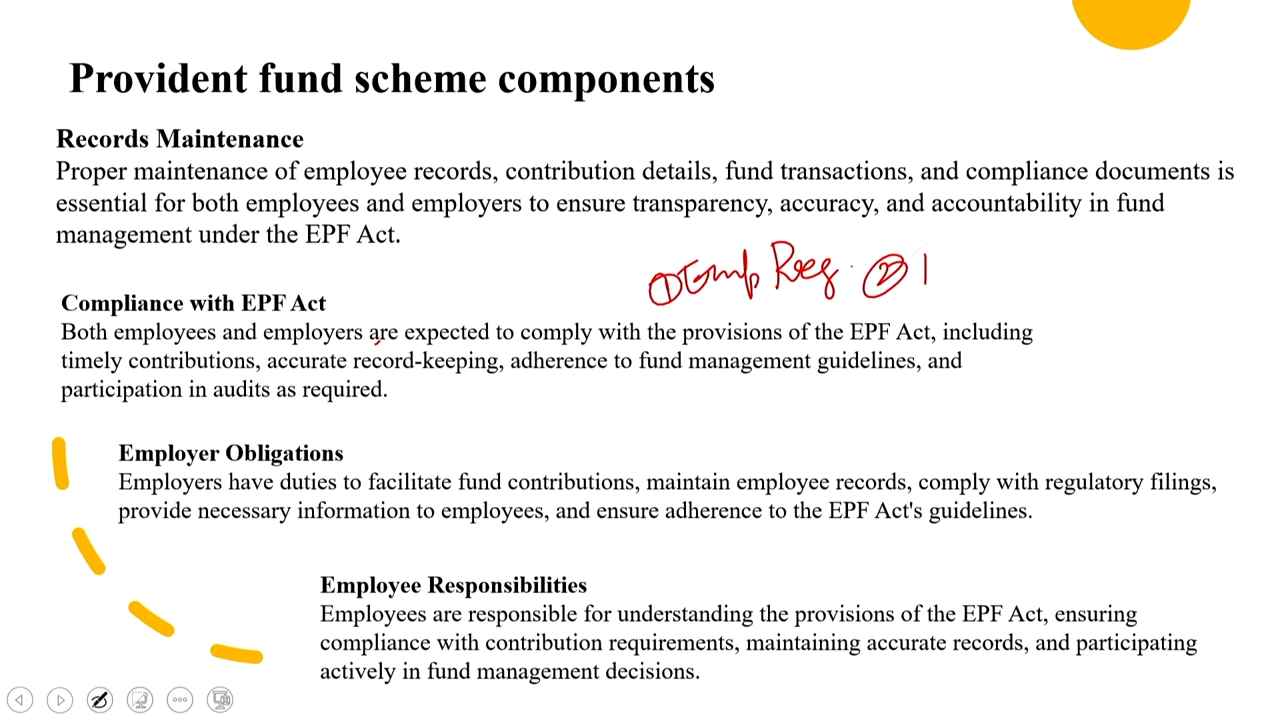 Provident fund scheme components
Records Maintenance
Proper maintenance of employee records, contribution details, fund transactions, and compliance documents is
essential for both employees and employers to ensure transparency, accuracy, and accountability in fund
management under the EPF Act.
① Emp Reg. ② 1
Compliance with EPF Act
Both employees and employers are expected to comply with the provisions of the EPF Act, including
timely contributions, accurate record-keeping, adherence to fund management guidelines, and
participation in audits as required.
Employer Obligations
Employers have duties to facilitate fund contributions, maintain employee records, comply with regulatory filings,
provide necessary information to employees, and ensure adherence to the EPF Act's guidelines.
Employee Responsibilities
Employees are responsible for understanding the provisions of the EPF Act, ensuring
compliance with contribution requirements, maintaining accurate records, and participating
actively in fund management decisions.